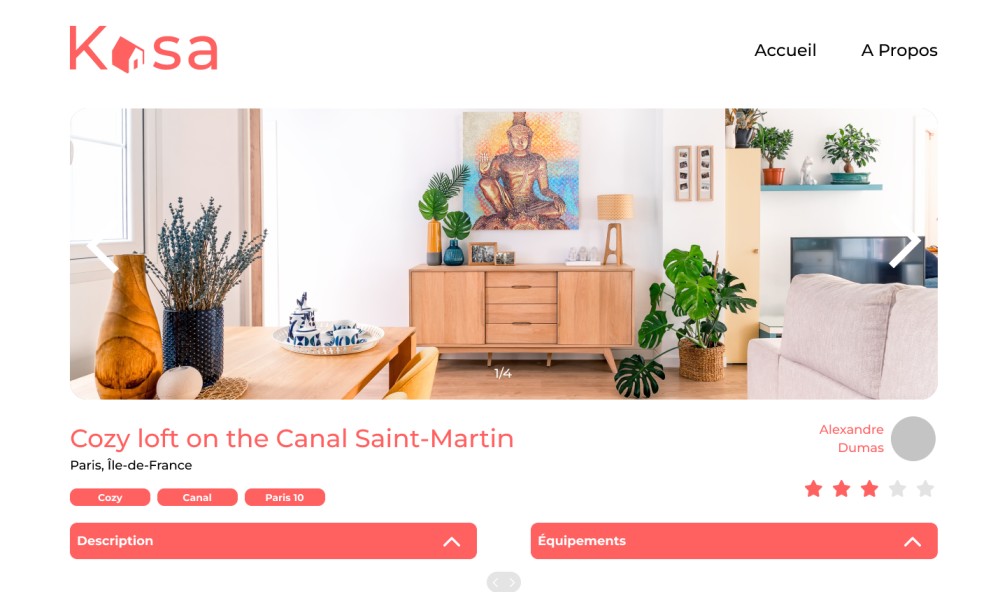 Kasa
Accueil
A Propos
1/4
Cozy loft on the Canal Saint-Martin
Paris, Île-de-France
Cozy
Canal
Paris 10
Alexandre
Dumas
Description
Équipements